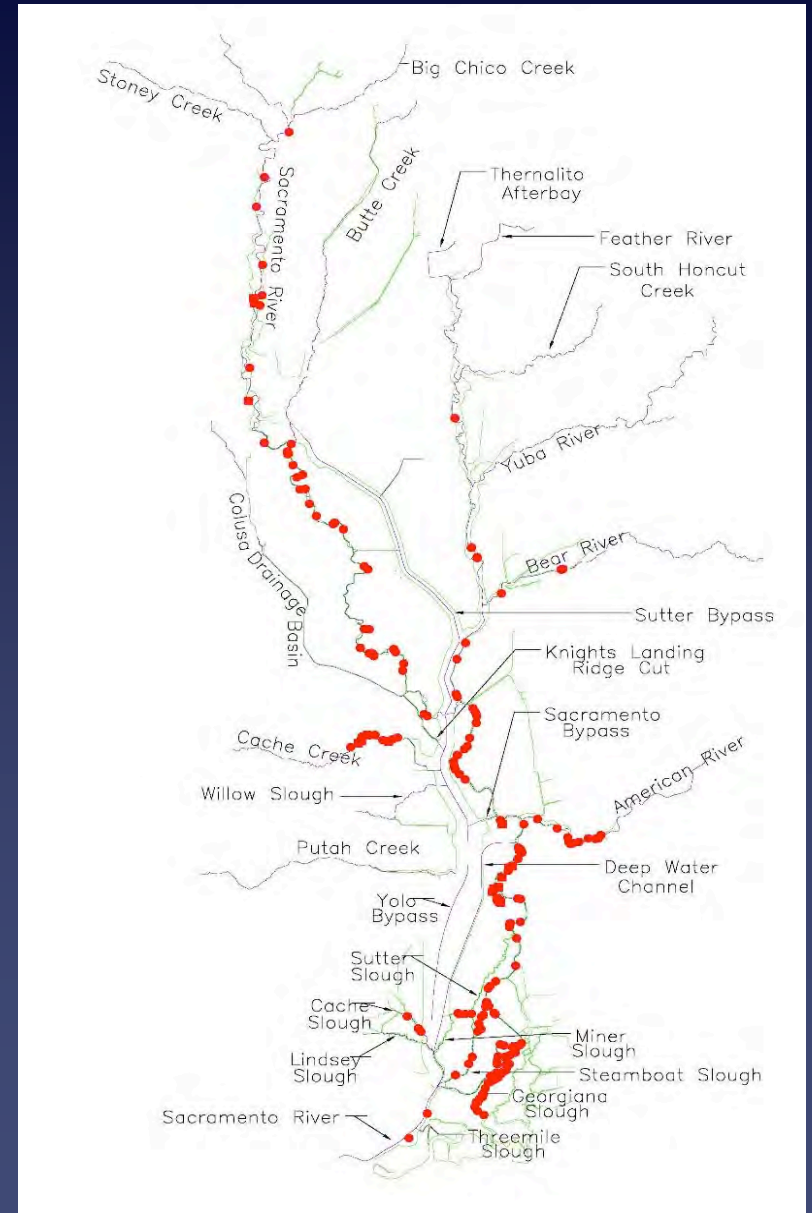 Big Chico Creek
Stoney Creek
Sacramento River
Butte Creek
Thernalito
Afterbay
Feather River
South Honcut
Creek
Yuba River
Colusa Drainage
Basin
Bear River
Sutter Bypass
Knights Landing
Ridge Cut
Sacramento
Bypass
Cache Creek
American River
Willow Slough
Putah Creek
Deep Water
Channel
Yolo
Bypass
Sutter
Slough
Cache
Slough
Miner
Slough
Lindsey
Slough
Steamboat Slough
Georgiana
Slough
Sacramento River
Threemile
Slough